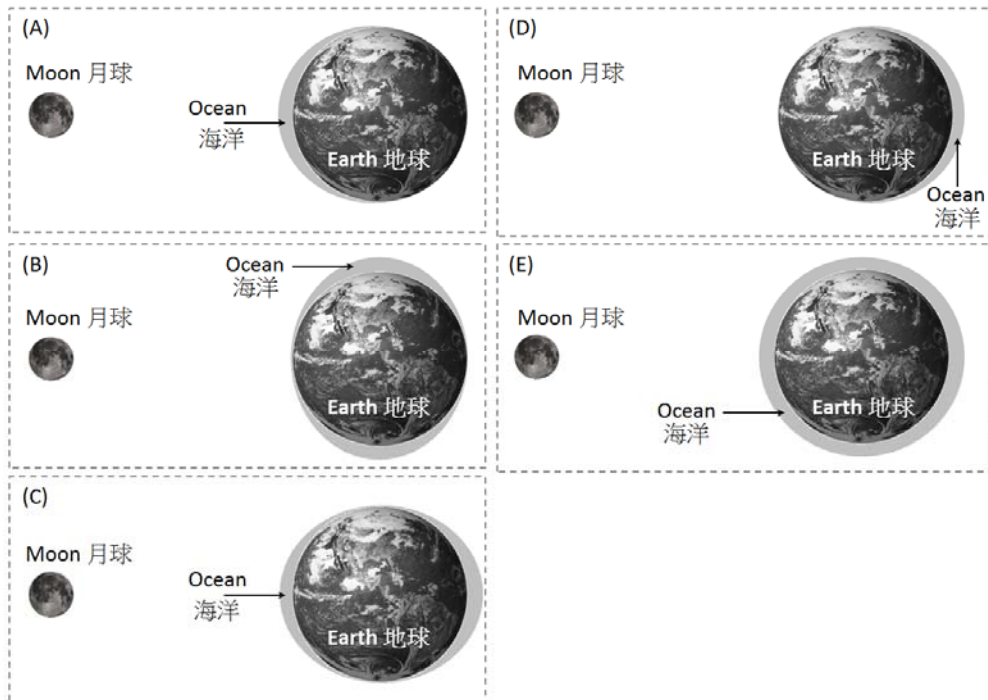 (A)
Moon 月球
Ocean
海洋
Earth 地球
(B)
Ocean
海洋
Moon 月球
Earth 地球
(C)
Moon 月球
Ocean
海洋
Earth 地球
(D)
Moon 月球
Earth 地球
Ocean
海洋
(E)
Moon 月球
Earth 地球
Ocean
海洋